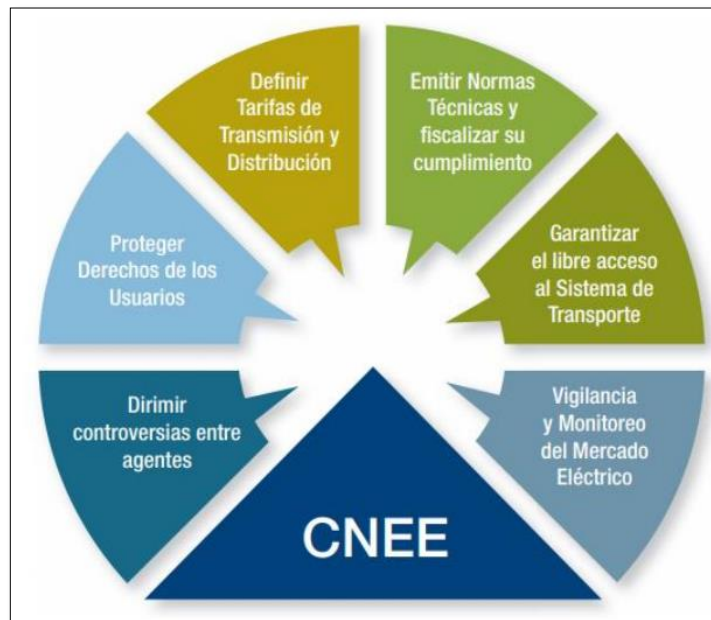 Definir
Tarifas de
Transmisión y
Distribución
Emitir Normas
Técnicas y
fiscalizar su
cumplimiento
Proteger
Derechos de los
Usuarios
Garantizar
el libre acceso
al Sistema de
Transporte
Dirimir
controversias entre
agentes
Vigilancia
y Monitoreo
del Mercado
Eléctrico
CNEE